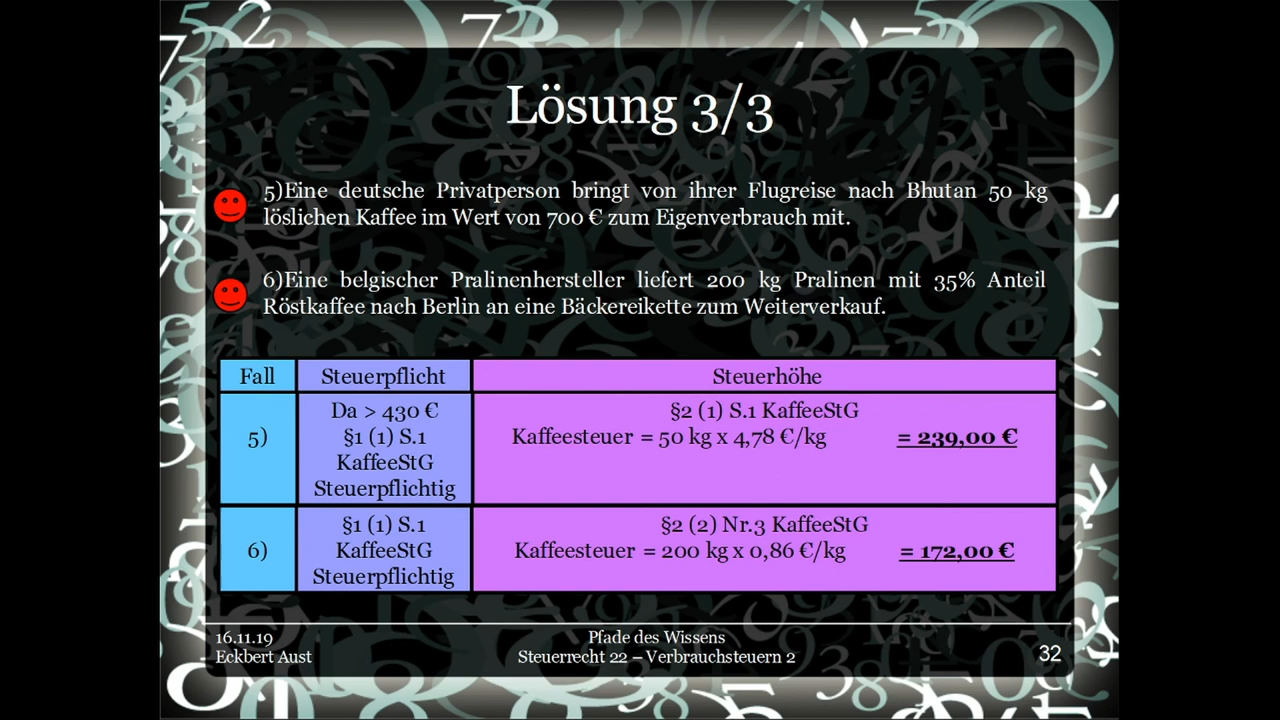 Lösung 3/3
5)Eine deutsche Privatperson bringt von ihrer Flugreise nach Bhutan 50 kg
löslichen Kaffee im Wert von 700 € zum Eigenverbrauch mit.
6)Eine belgischer Pralinenhersteller liefert 200 kg Pralinen mit 35% Anteil
Röstkaffee nach Berlin an eine Bäckereikette zum Weiterverkauf.
Fall Steuerpflicht Steuerhöhe
5)
Da > 430 €
§1 (1) S.1
KaffeeStG
Steuerpflichtig
§2 (1) S.1 KaffeeStG
Kaffeesteuer = 50 kg x 4,78 €/kg = 239,00 €
6)
§1 (1) S.1
KaffeeStG
Steuerpflichtig
§2 (2) Nr.3 KaffeeStG
Kaffeesteuer = 200 kg x 0,86 €/kg = 172,00 €
16.11.19
Eckbert Aust
Pfade des Wissens
Steuerrecht 22 – Verbrauchsteuern 2
32